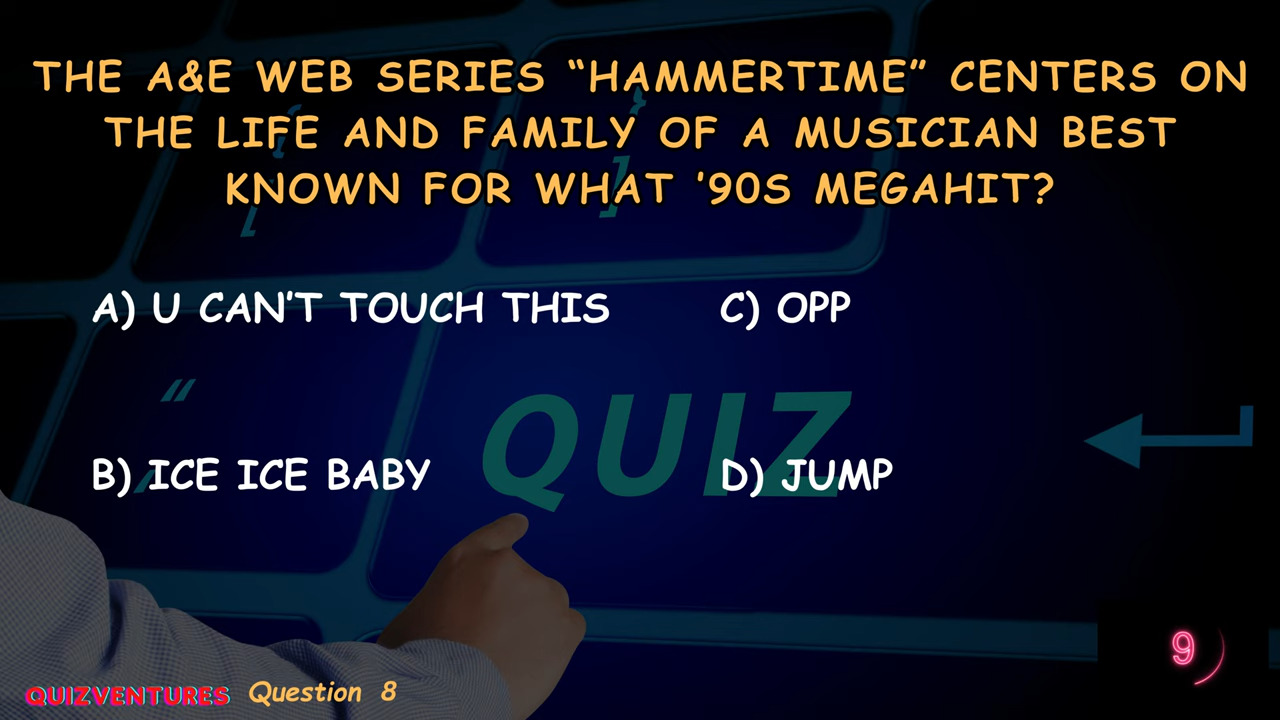 THE A&E WEB SERIES “HAMMERTIME” CENTERS ON
THE LIFE AND FAMILY OF A MUSICIAN BEST
KNOWN FOR WHAT ’90S MEGAHIT?
A) U CAN’T TOUCH THIS
C) OPP
QUIZ
B) ICE ICE BABY
D) JUMP
9
QUIZVENTURES Question 8